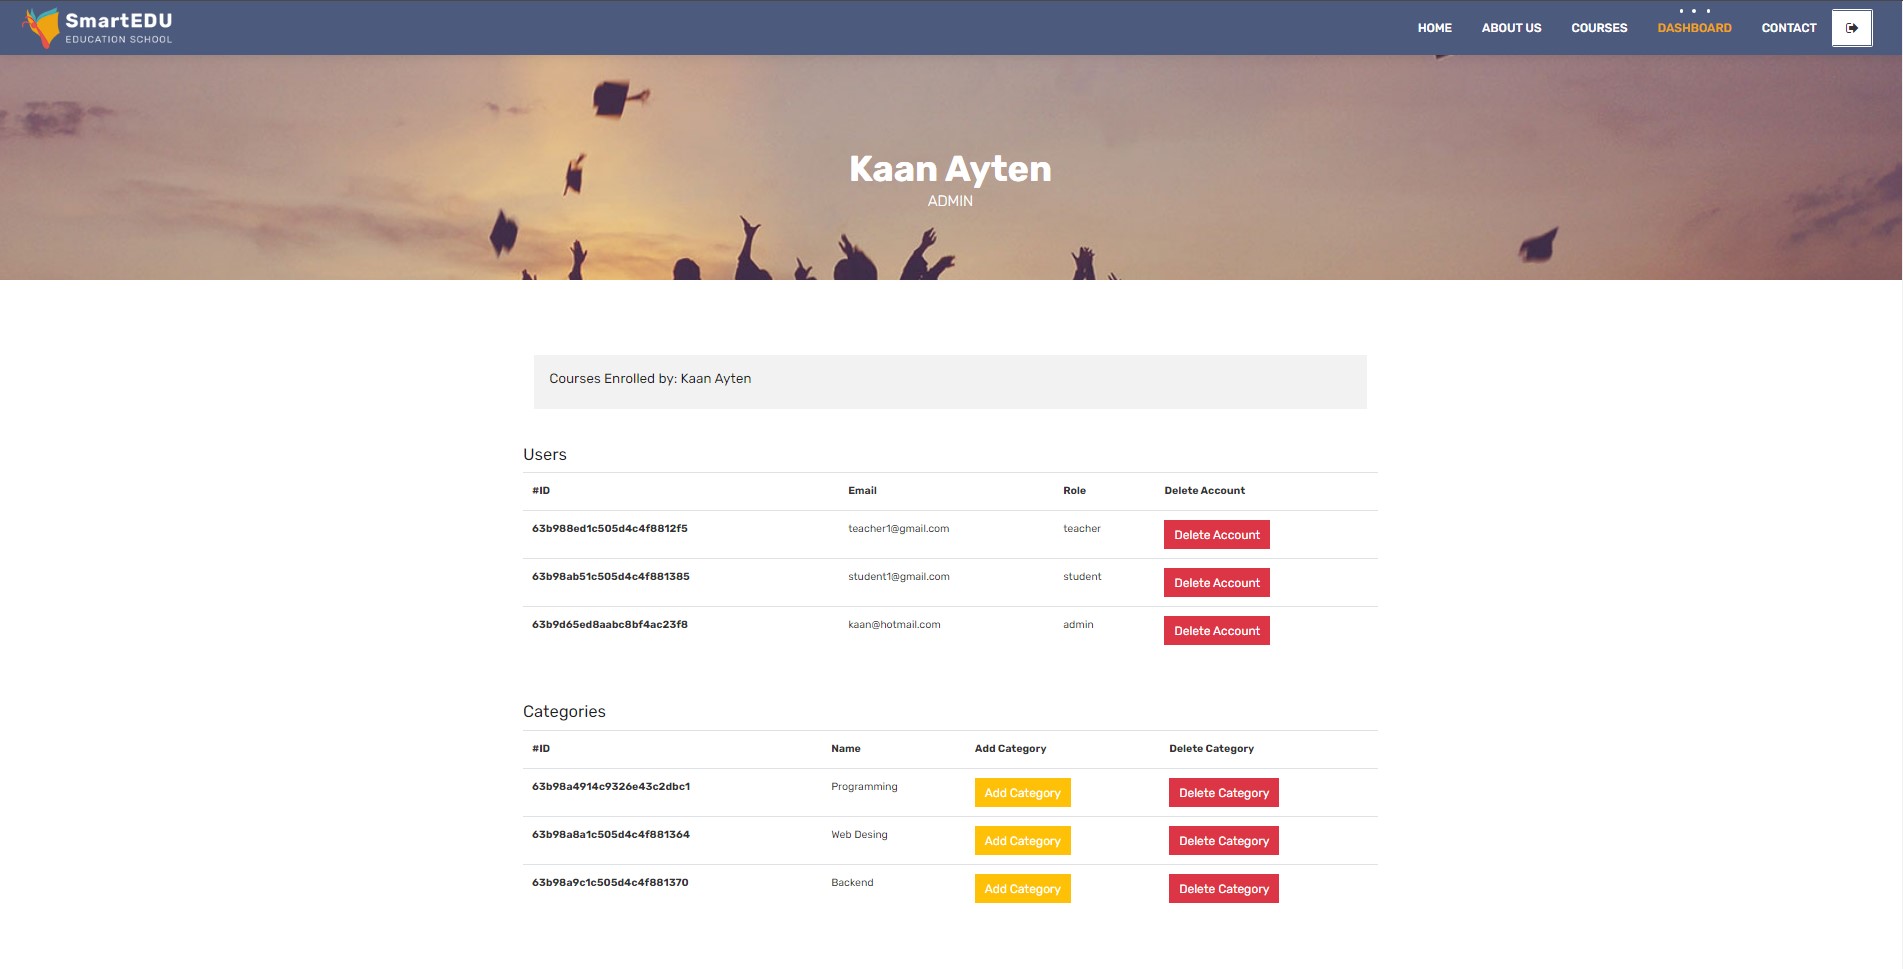 SmartEDU
EDUCATION SCHOOL
HOME ABOUT US COURSES DASHBOARD CONTACT
Kaan Ayten
ADMIN
Courses Enrolled by: Kaan Ayten
Users
#ID Email Role Delete Account
63b988ed1c505d4c4f8812f5 teacher1@gmail.com teacher Delete Account
63b98ab51c505d4c4f881385 student1@gmail.com student Delete Account
63b9d65ed8aabc8bf4ac23f8 kaan@hotmail.com admin Delete Account
Categories
#ID Name Add Category Delete Category
63b98a4914c9326e43c2dbc1 Programming Add Category Delete Category
63b98a8a1c505d4c4f881364 Web Desing Add Category Delete Category
63b98a9c1c505d4c4f881370 Backend Add Category Delete Category